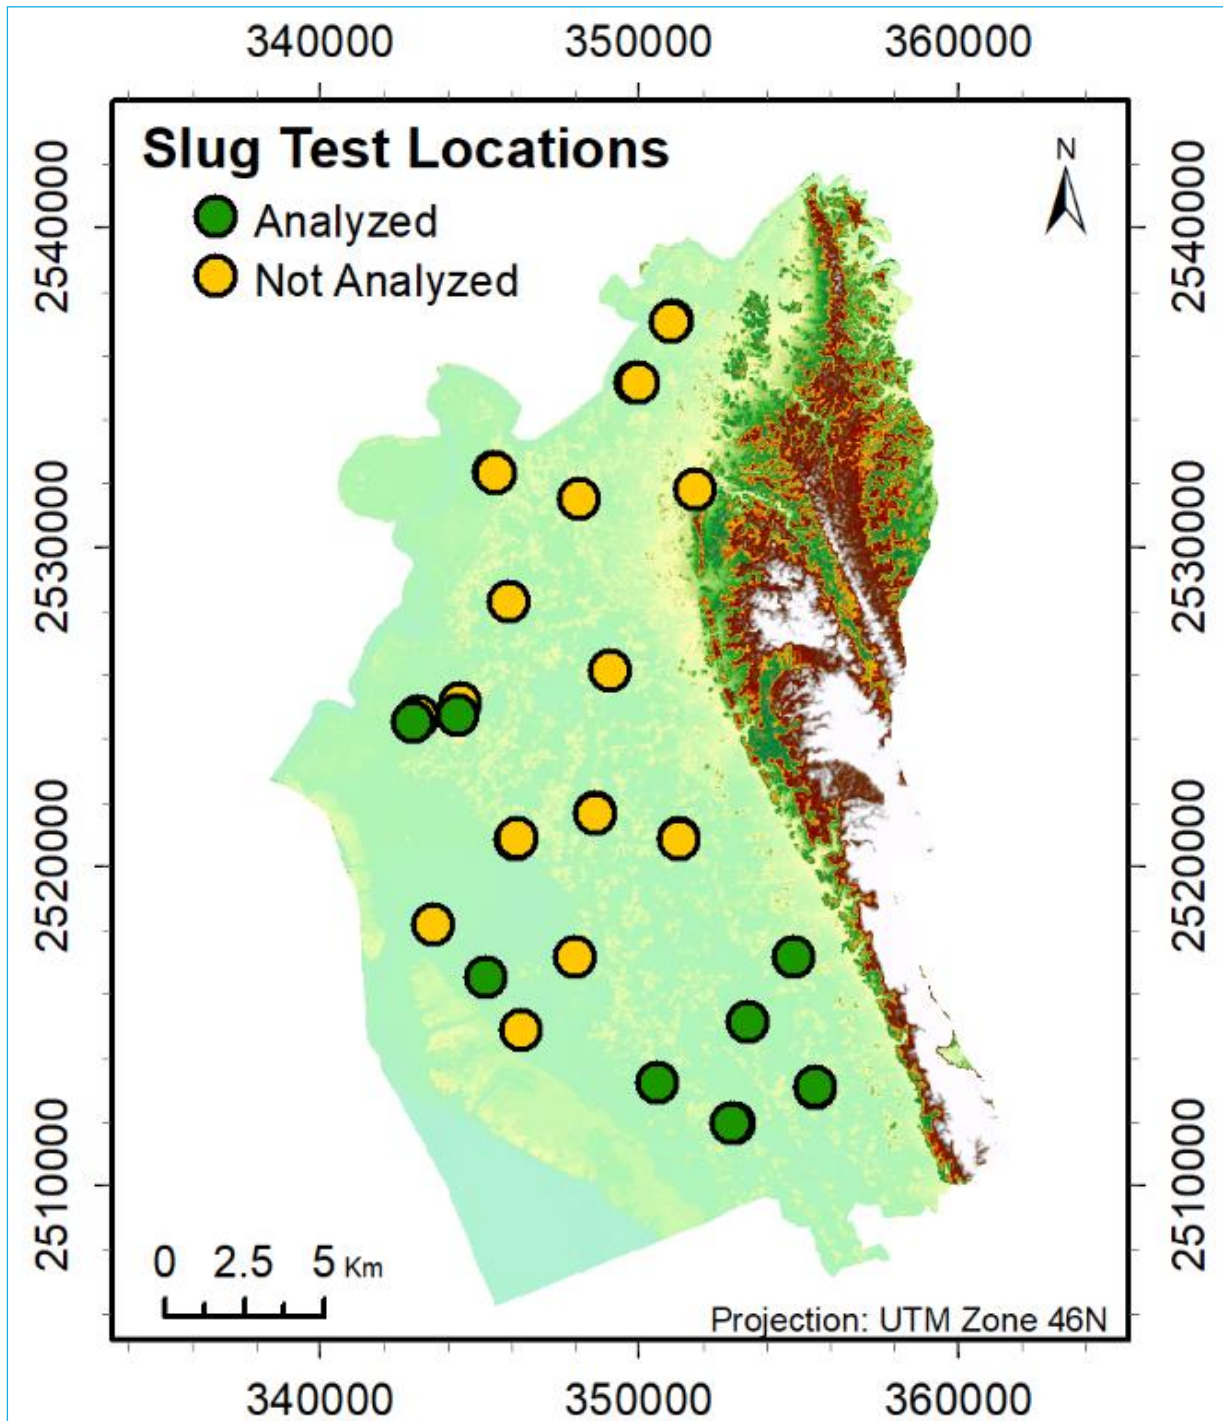 340000 350000 360000
Slug Test Locations
N
Analyzed
Not Analyzed
2540000 2540000
2530000 2530000
2520000 2520000
2510000 2510000
0 2.5 5 Km
Projection: UTM Zone 46N
340000 350000 360000